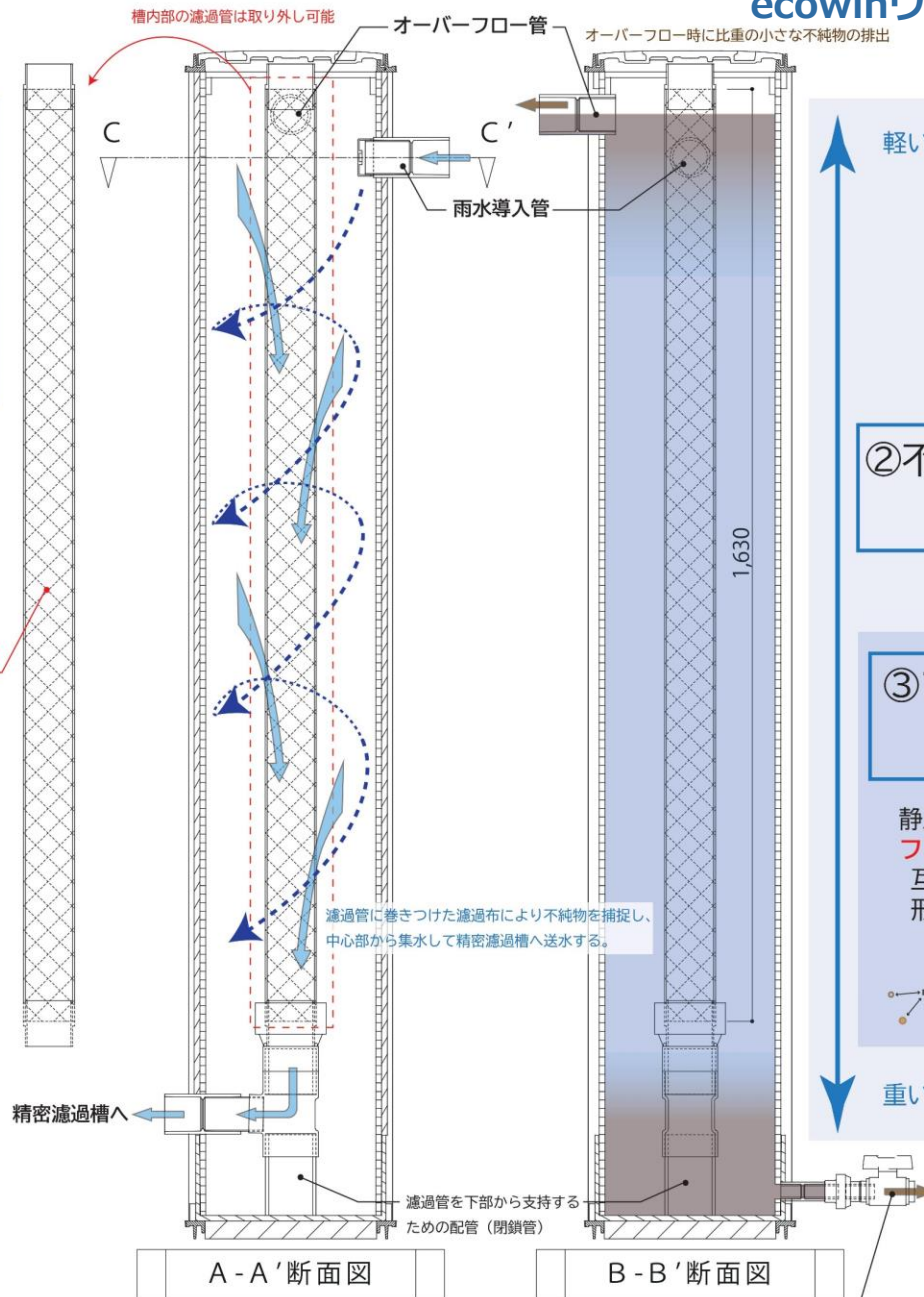 ecowinウ
槽内部の濾過管は取り外し可能
オーバーフロー管
オーバーフロー時に比重の小さな不純物の排出
C
C'
軽い
雨水導入管
②不
1,630
③
静
フ
互
形
濾過管に巻きつけた濾過布により不純物を捕捉し、
中心部から集水して精密濾過槽へ送水する。
精密濾過槽へ
重い
濾過管を下部から支持する
ための配管（閉鎖管）
A-A'断面図
B-B'断面図